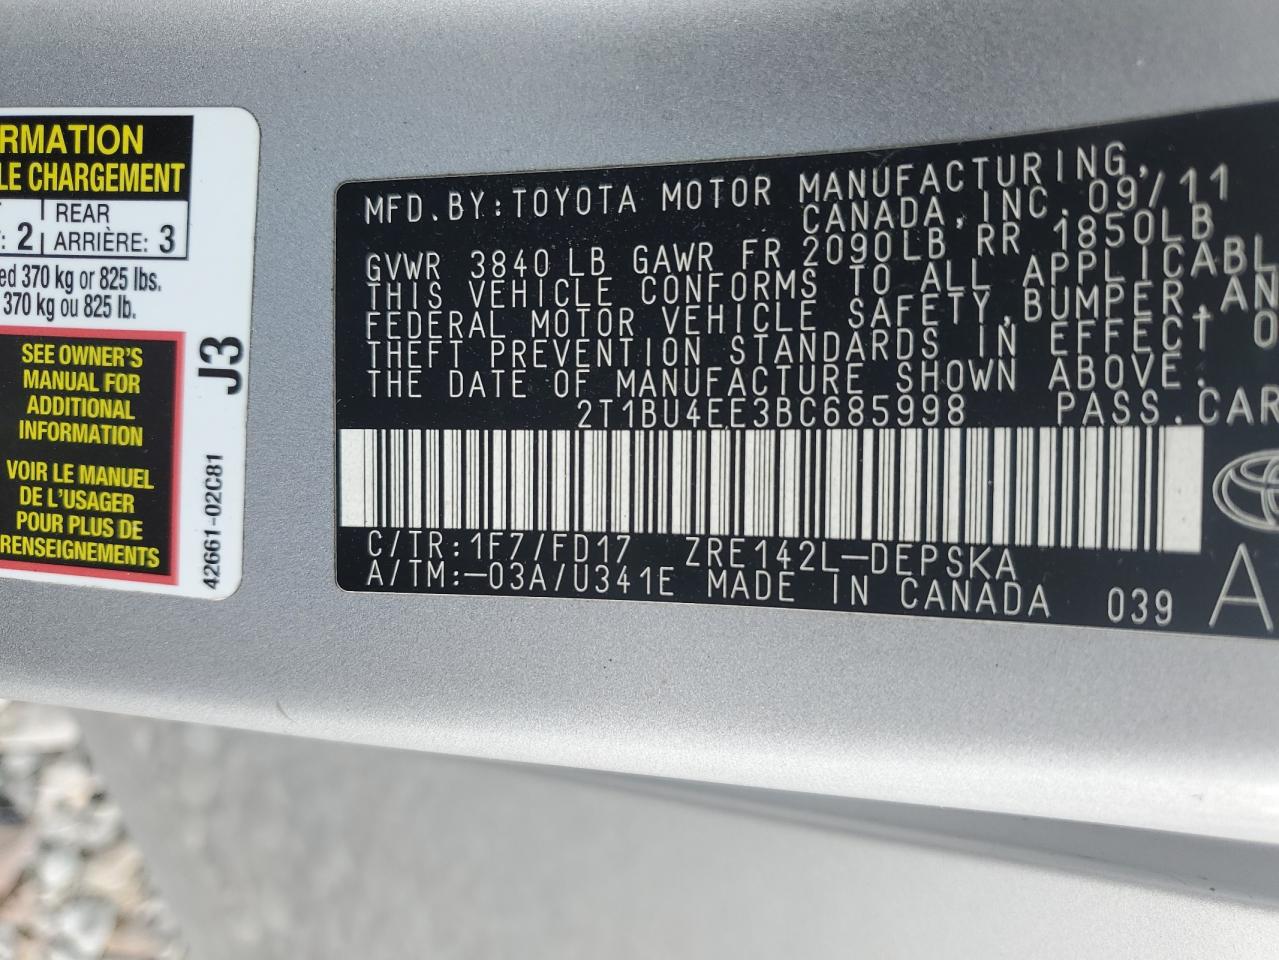 RMATION
LE CHARGEMENT
REAR
: 2 ARRIÈRE: 3
ed 370 kg or 825 lbs.
370 kg ou 825 lb.
SEE OWNER'S
MANUAL FOR
ADDITIONAL
INFORMATION
VOIR LE MANUEL
DE L'USAGER
POUR PLUS DE
RENSEIGNEMENTS
J3
42661-02C81
MFD.BY:TOYOTA MOTOR MANUFACTURING,
CANADA,INC.09/11
GVWR 3840 LB GAWR FR 2090LB RR 1850LB
THIS VEHICLE CONFORMS TO ALL APPLICABL
FEDERAL MOTOR VEHICLE SAFETY,BUMPER,AN
THEFT PREVENTION STANDARDS IN EFFECT O
THE DATE OF MANUFACTURE SHOWN ABOVE.
2T1BU4EE3BC685998 PASS.CAR
C/TR:1F7/FD17 ZRE142L-DEPSKA
A/TM:-03A/U341E MADE IN CANADA 039 A